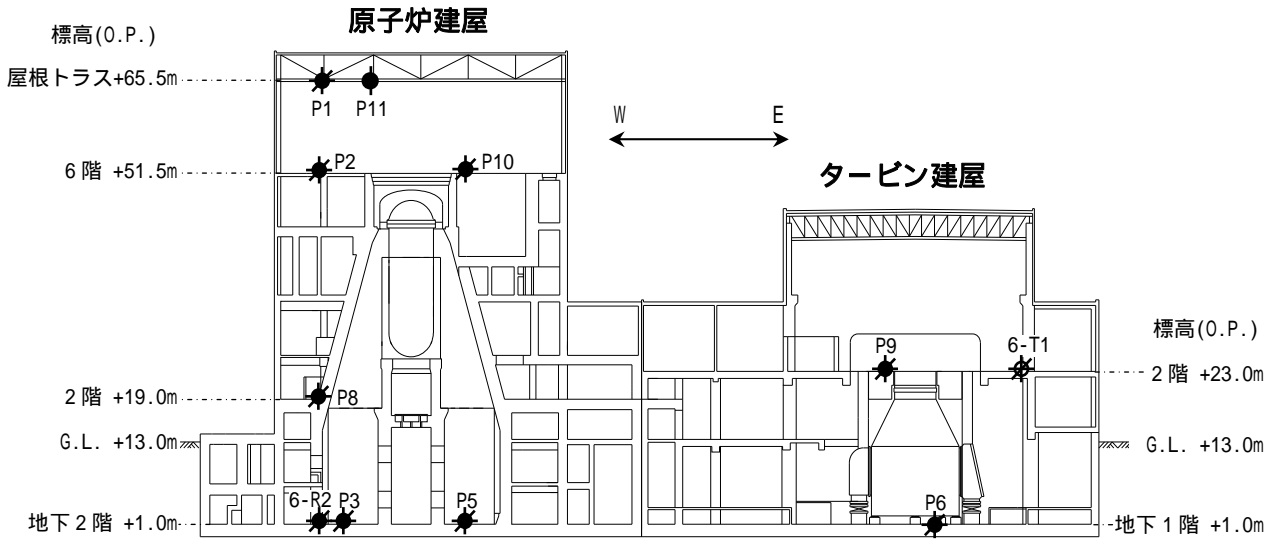 原子炉建屋
標高(O.P.)
屋根トラス+65.5m
P1
P11
W
E
6階 +51.5m
P2
P10
タービン建屋
標高(O.P.)
P9
6-T1
2階 +23.0m
2階 +19.0m
P8
G.L. +13.0m
G.L. +13.0m
6-R2
P3
P5
P6
地下2階 +1.0m
地下1階 +1.0m